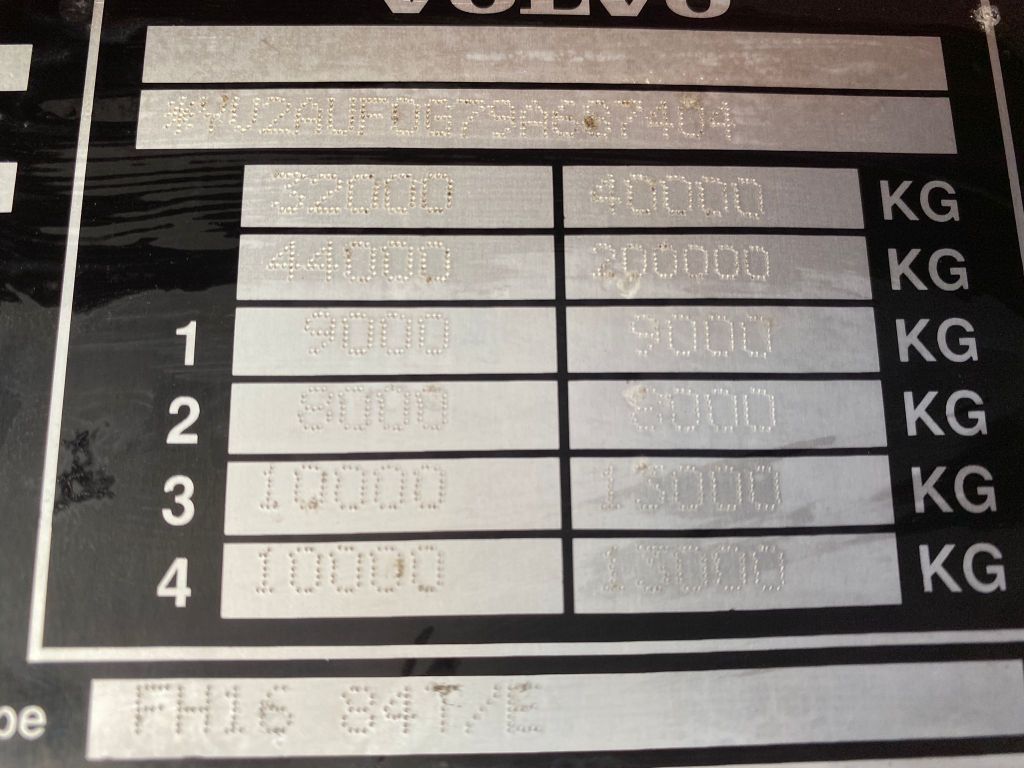 VOLVO
*YV2AUF0G79A687404
32000 40000 KG
44000 200000 KG
1 9000 9000 KG
2 8000 8000 KG
3 10000 13000 KG
4 10000 13000 KG
pe FH16 84T/E